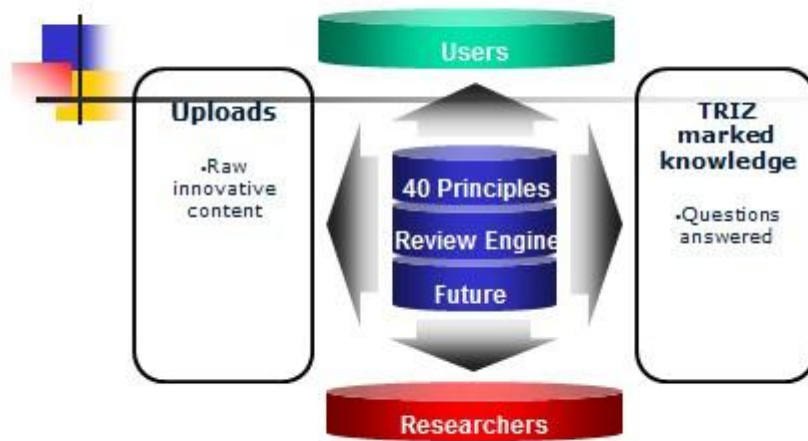 Users
Uploads
•Raw
innovative
content
40 Principles
Review Engine
Future
TRIZ
marked
knowledge
•Questions
answered
Researchers